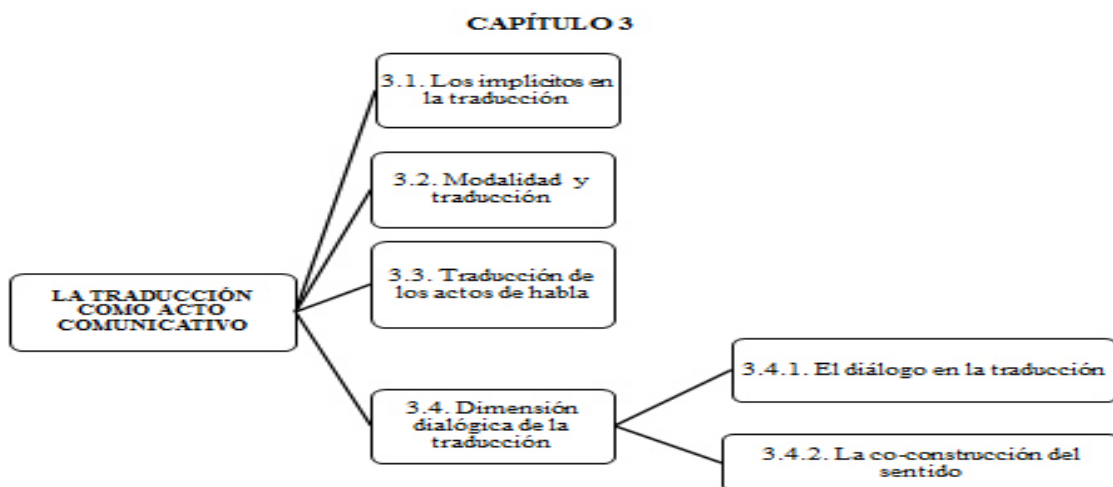 CAPÍTULO 3
3.1. Los implícitos en
la traducción
3.2. Modalidad y
traducción
3.3. Traducción de
los actos de habla
LA TRADUCCIÓN
COMO ACTO
COMUNICATIVO
3.4. Dimensión
dialógica de la
traducción
3.4.1. El diálogo en la traducción
3.4.2. La co-construcción del
sentido